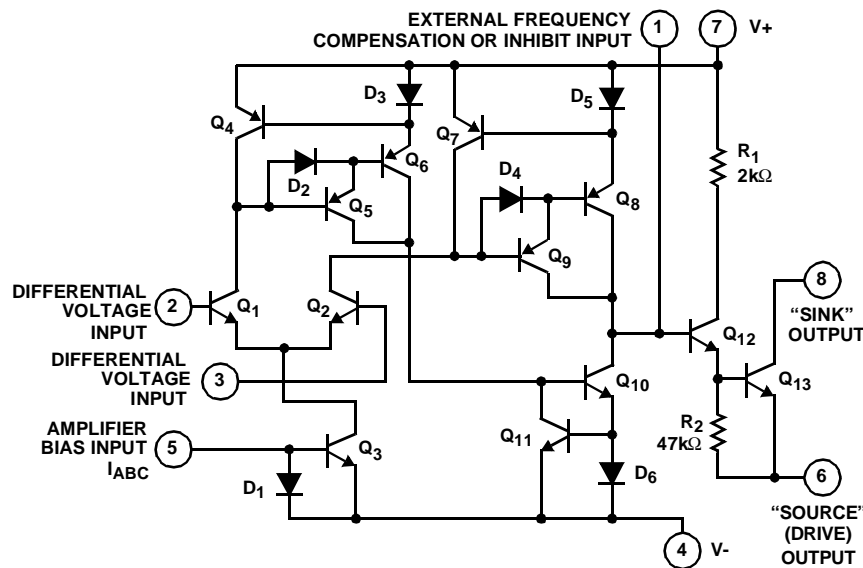 EXTERNAL FREQUENCY
COMPENSATION OR INHIBIT INPUT
1
7
V+
D3
D5
Q4
Q6
Q7
D2
Q5
D4
Q8
Q9
R1
2kΩ
DIFFERENTIAL
VOLTAGE
INPUT
2
Q1
Q2
8
“SINK”
OUTPUT
Q12
DIFFERENTIAL
VOLTAGE
INPUT
3
Q10
Q13
AMPLIFIER
BIAS INPUT
IABC
5
Q3
Q11
R2
47kΩ
D1
D6
6
“SOURCE”
(DRIVE)
OUTPUT
4
V-